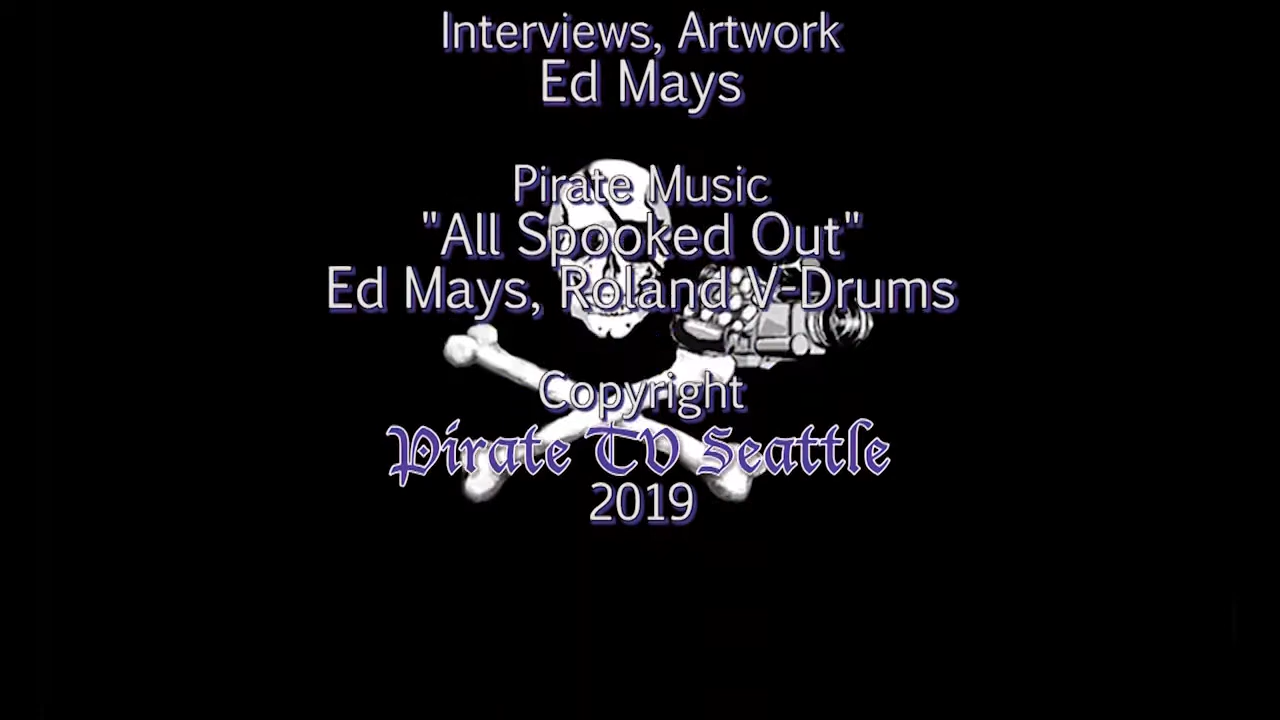 Interviews, Artwork
Ed Mays
Pirate Music
"All Spooked Out"
Ed Mays, Roland V-Drums
Copyright
Pirate TV Seattle
2019